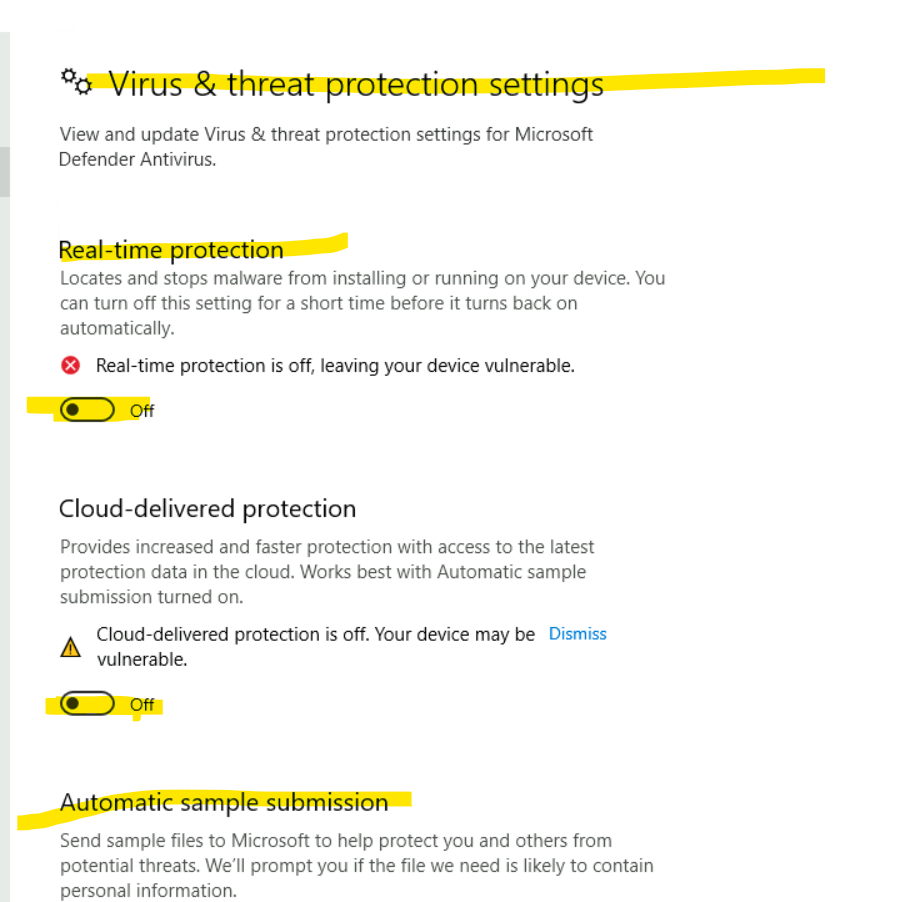 Virus & threat protection settings
View and update Virus & threat protection settings for Microsoft
Defender Antivirus.
Real-time protection
Locates and stops malware from installing or running on your device. You
can turn off this setting for a short time before it turns back on
automatically.
Real-time protection is off, leaving your device vulnerable.
Off
Cloud-delivered protection
Provides increased and faster protection with access to the latest
protection data in the cloud. Works best with Automatic sample
submission turned on.
Cloud-delivered protection is off. Your device may be Dismiss
vulnerable.
Off
Automatic sample submission
Send sample files to Microsoft to help protect you and others from
potential threats. We'll prompt you if the file we need is likely to contain
personal information.